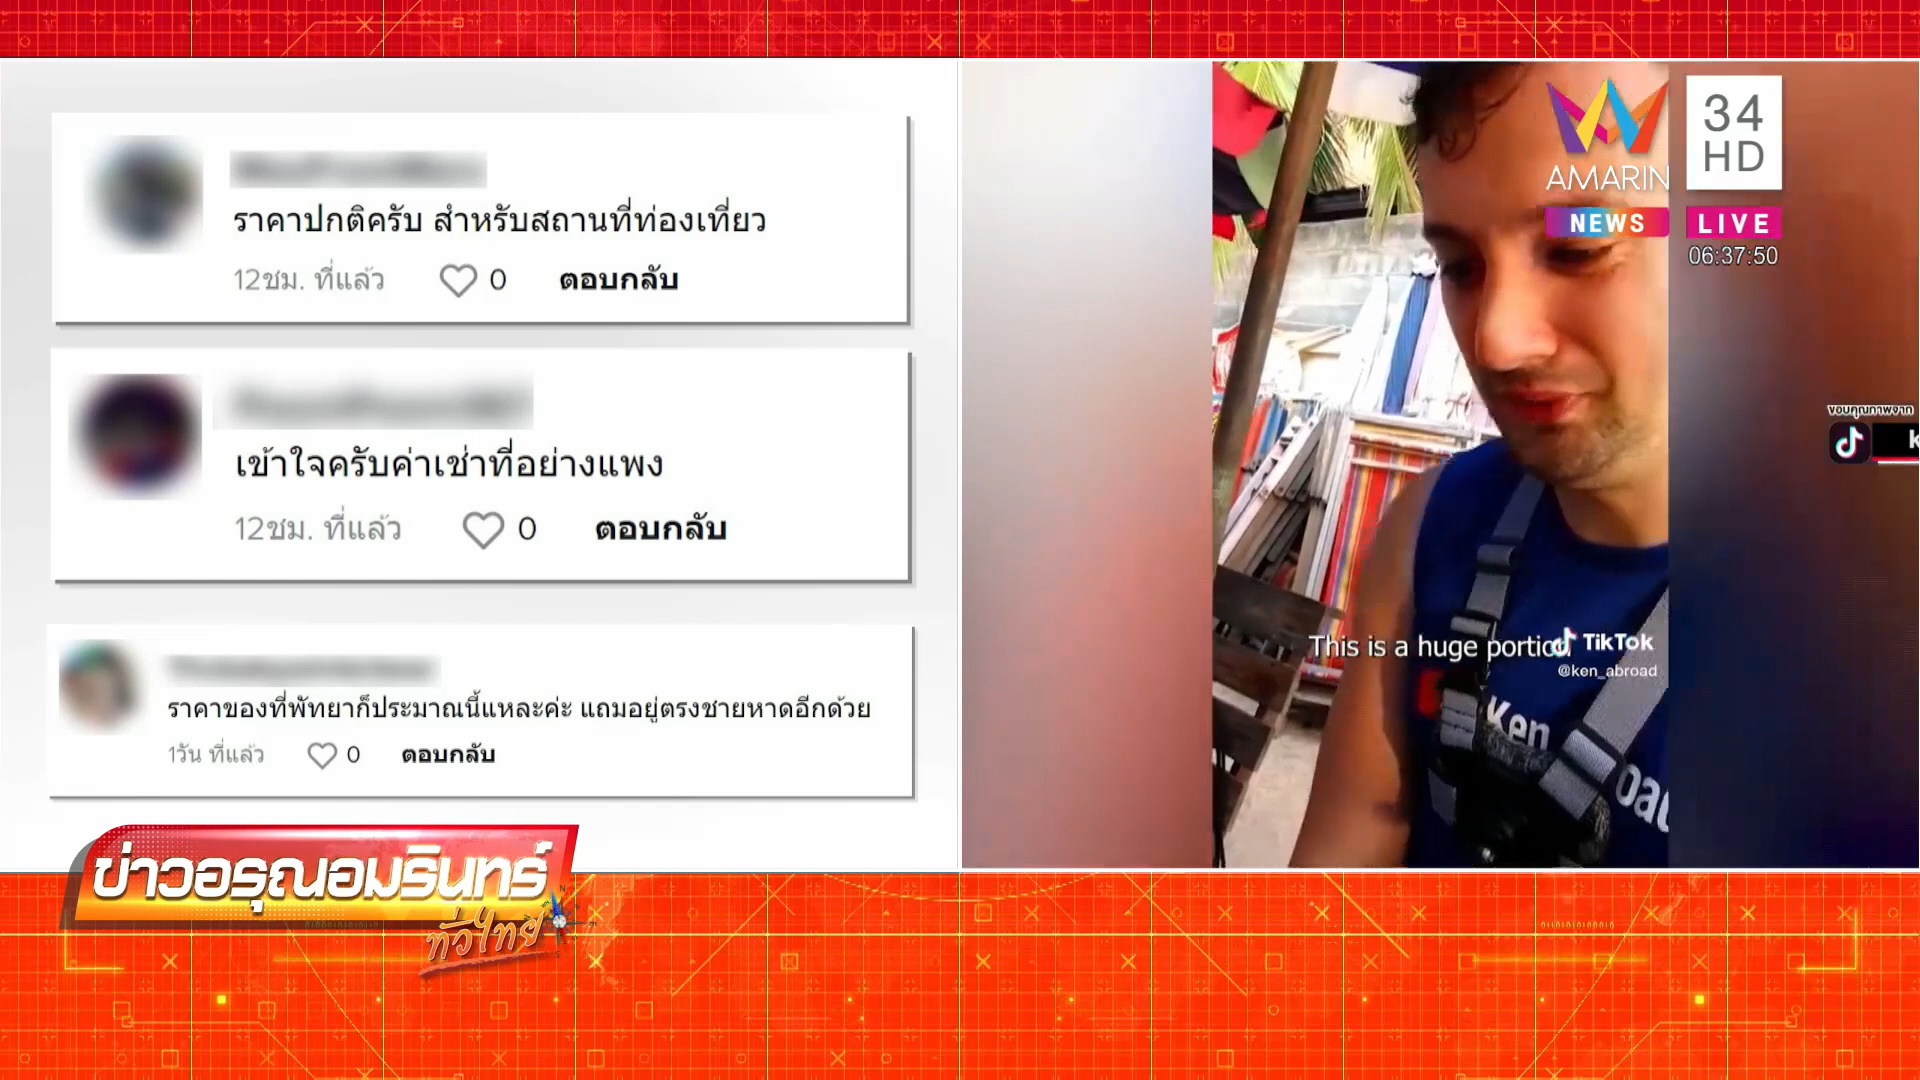 ราคาปกติครับ สำหรับสถานที่ท่องเที่ยว
12ชม. ที่แล้ว 0 ตอบกลับ
เข้าใจครับค่าเช่าที่อย่างแพง
12ชม. ที่แล้ว 0 ตอบกลับ
ราคาของที่พัทยาก็ประมาณนี้แหละค่ะ แถมอยู่ตรงชายหาดอีกด้วย
1วัน ที่แล้ว 0 ตอบกลับ
ข่าวอรุณอมรินทร์
ทั่วไทย
AMARIN
NEWS
34
HD
LIVE
06:37:50
ขอบคุณภาพจาก
k
This is a huge portio
TikTok
@ken_abroad
Ken
oad